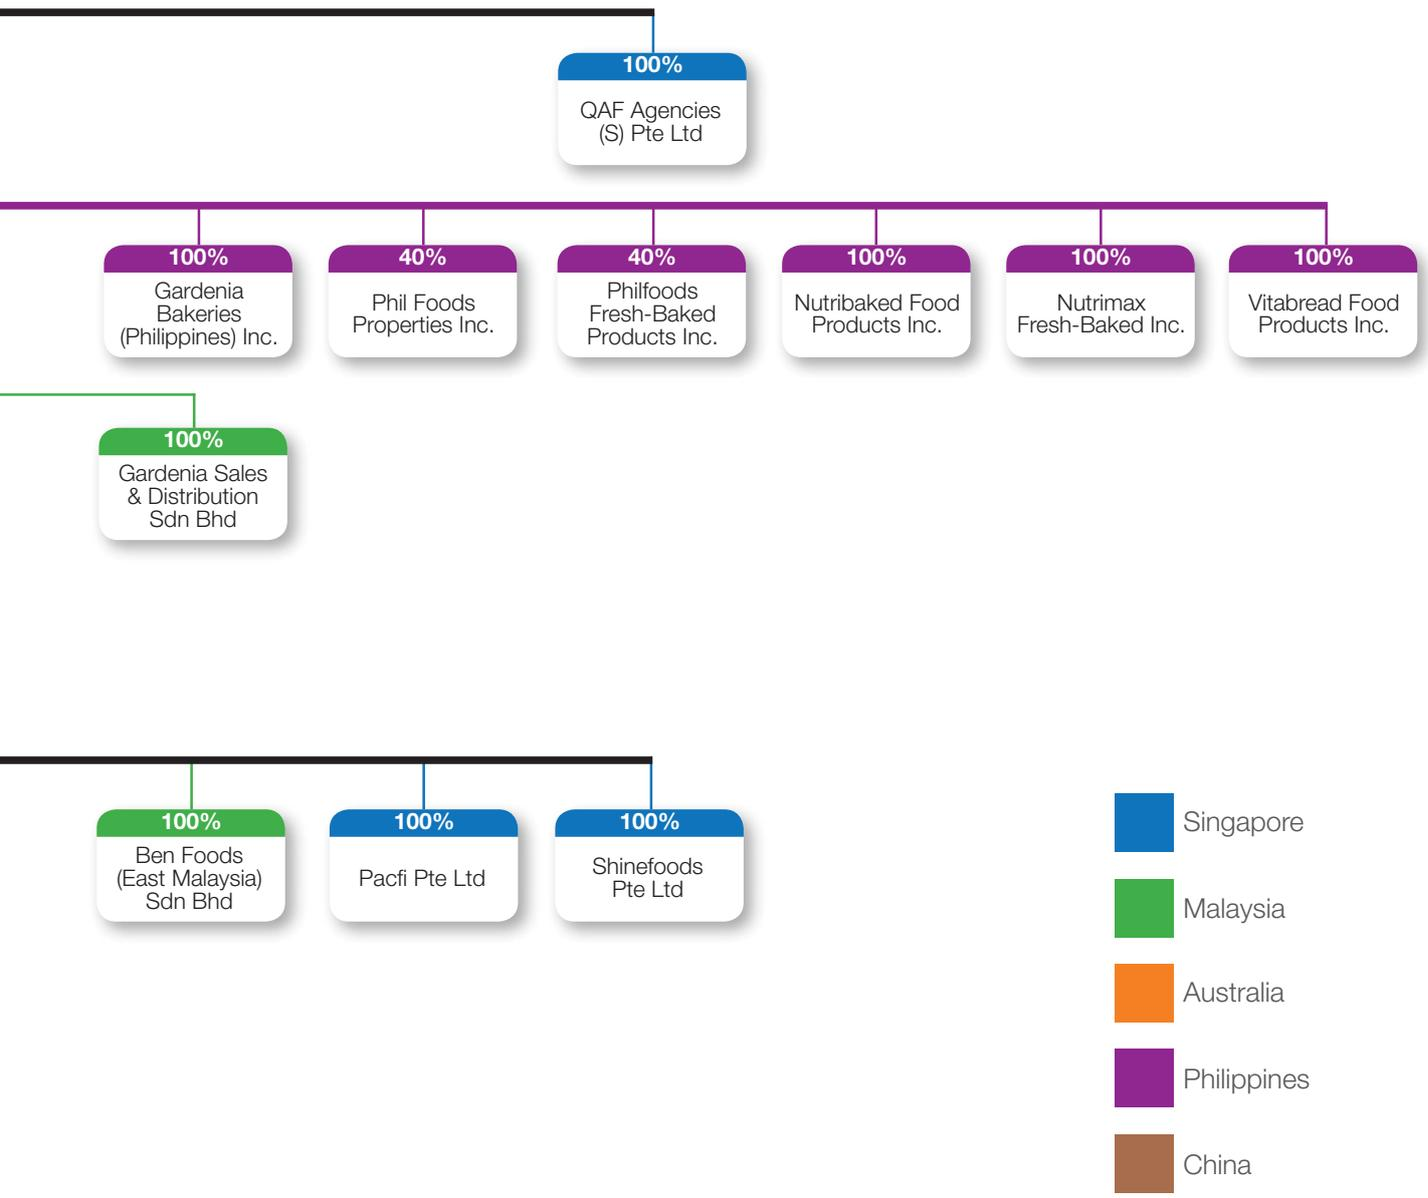 100%
QAF Agencies
(S) Pte Ltd
100%
Gardenia
Bakeries
(Philippines) Inc.
40%
Phil Foods
Properties Inc.
40%
Philfoods
Fresh-Baked
Products Inc.
100%
Nutribaked Food
Products Inc.
100%
Nutrimax
Fresh-Baked Inc.
100%
Vitabread Food
Products Inc.
100%
Gardenia Sales
& Distribution
Sdn Bhd
100%
Ben Foods
(East Malaysia)
Sdn Bhd
100%
Pacfi Pte Ltd
100%
Shinefoods
Pte Ltd
Singapore
Malaysia
Australia
Philippines
China